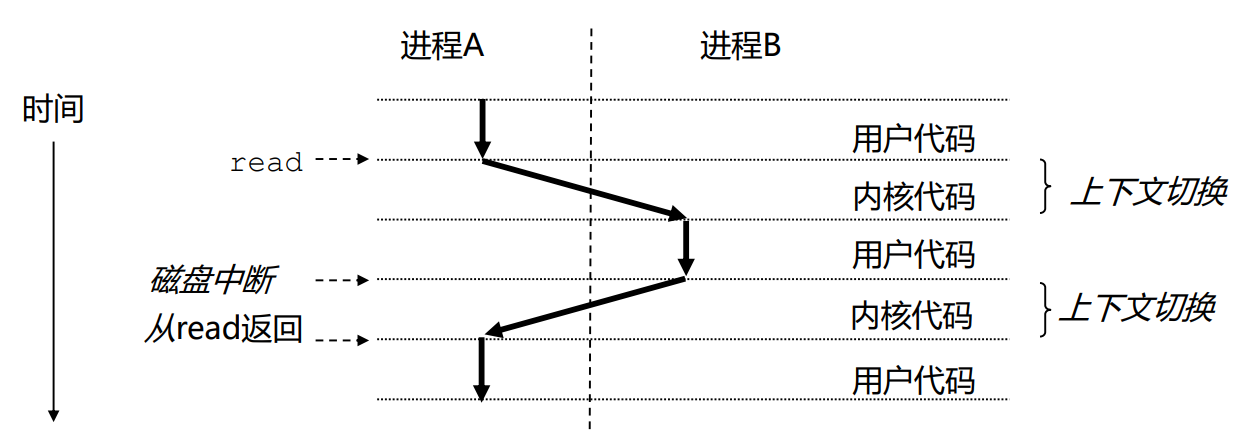 进程A
进程B
时间
用户代码
read
内核代码
上下文切换
用户代码
磁盘中断
从read返回
内核代码
上下文切换
用户代码